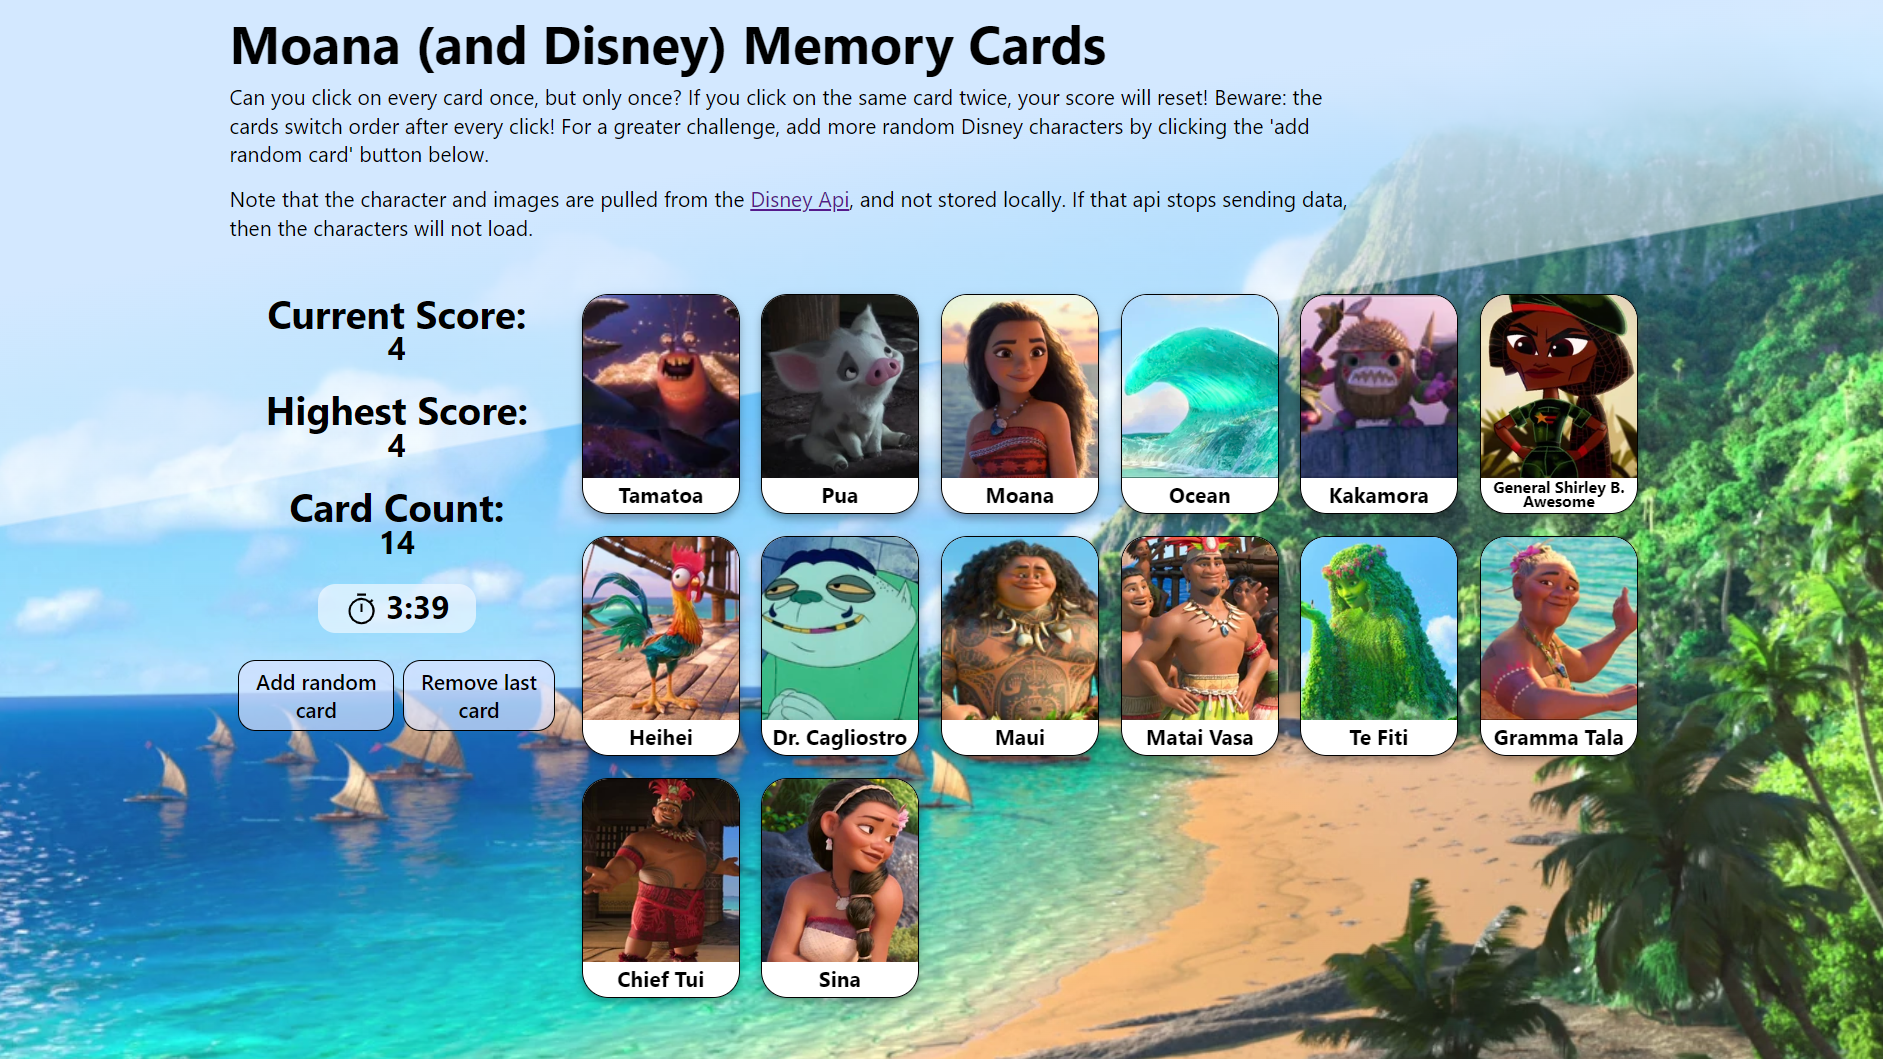 Moana (and Disney) Memory Cards
Can you click on every card once, but only once? If you click on the same card twice, your score will reset! Beware: the
cards switch order after every click! For a greater challenge, add more random Disney characters by clicking the 'add
random card' button below.
Note that the character and images are pulled from the Disney Api, and not stored locally. If that api stops sending data,
then the characters will not load.
Current Score:
4
Highest Score:
4
Card Count:
14
3:39
Add random
card
Remove last
card
Tamatoa
Pua
Moana
Ocean
Kakamora
General Shirley B.
Awesome
Heihei
Dr. Cagliostro
Maui
Matai Vasa
Te Fiti
Gramma Tala
Chief Tui
Sina